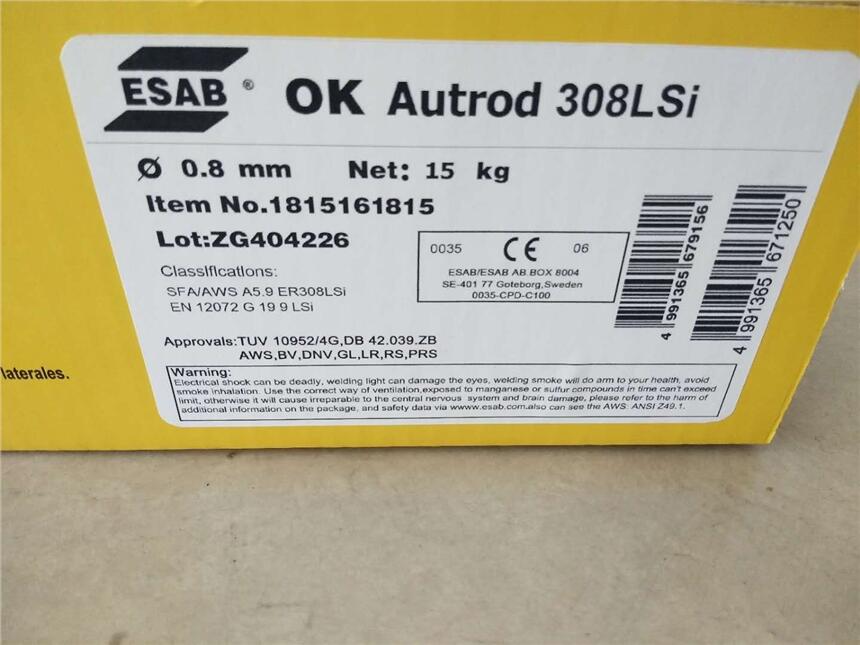 ESAB ® OK Autrod 308LSi
Ø 0.8 mm Net: 15 kg
Item No.1815161815
Lot:ZG404226
Classifications:
SFA/AWS A5.9 ER308LSi
EN 12072 G 19 9 LSi
0035 CE 06
ESAB/ESAB AB.BOX 8004
SE-401 77 Goteborg,Sweden
0035-CPD-C100
4 991365 679156
4 991365 671250
Approvals:TUV 10952/4G,DB 42.039.ZB
AWS,BV,DNV,GL,LR,RS,PRS
laterales.
Warning:
Electrical shock can be deadly, welding light can damage the eyes, welding smoke will do arm to your health, avoid
smoke inhalation. Use the correct way of ventilation,exposed to manganese or sulfur compounds in time can't exceed
limit, otherwise it will cause irreparable to the central nervous system and brain damage, please refer to the harm of
additional information on the package, and safety data via www.esab.com.also can see the AWS: ANSI Z49.1.